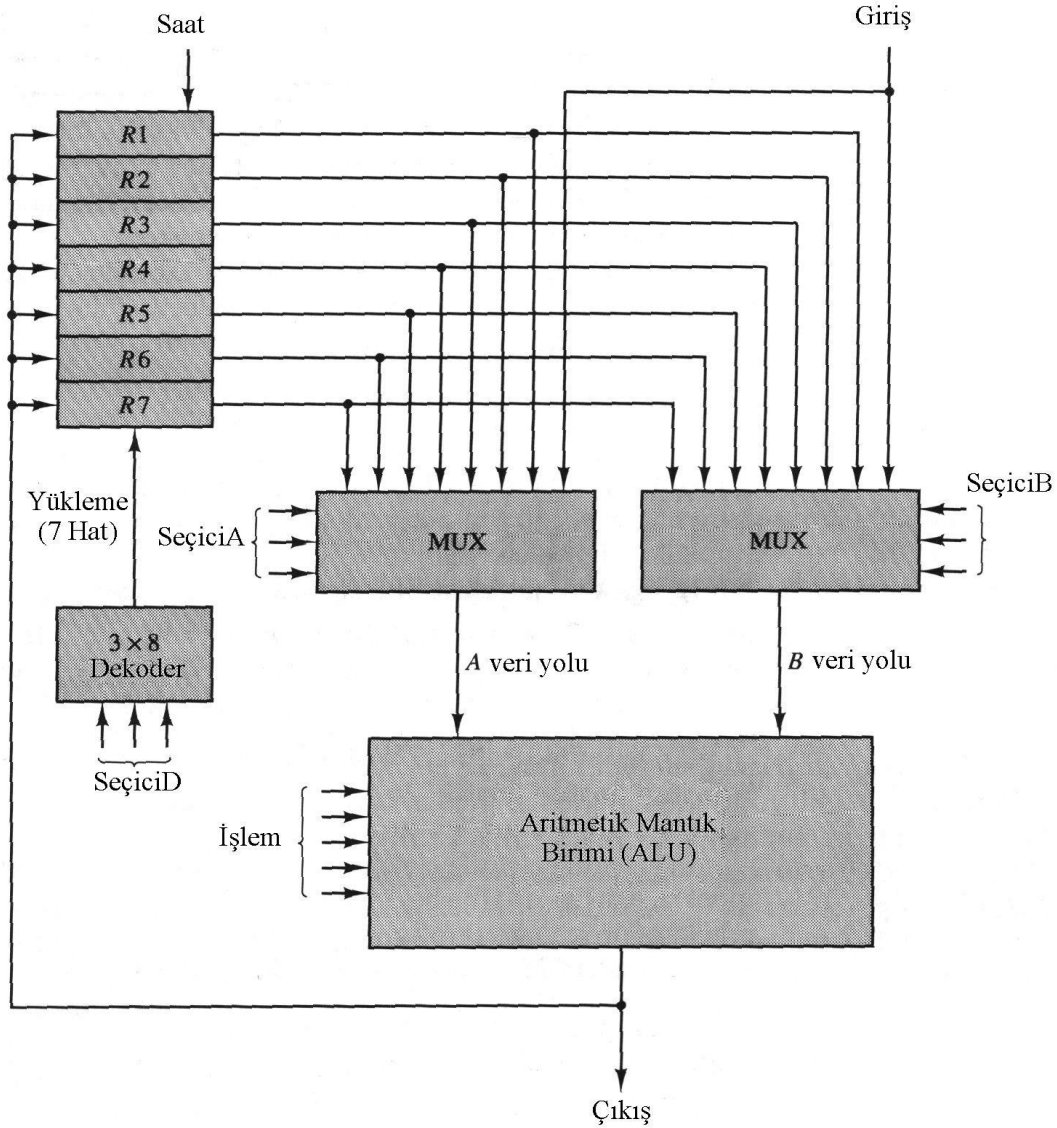 Saat
Giriş
R1
R2
R3
R4
R5
R6
R7
Yükleme
(7 Hat)
SeçiciA
MUX
MUX
SeçiciB
3 × 8
Dekoder
A veri yolu
B veri yolu
SeçiciD
İşlem
Aritmetik Mantık
Birimi (ALU)
Çıkış